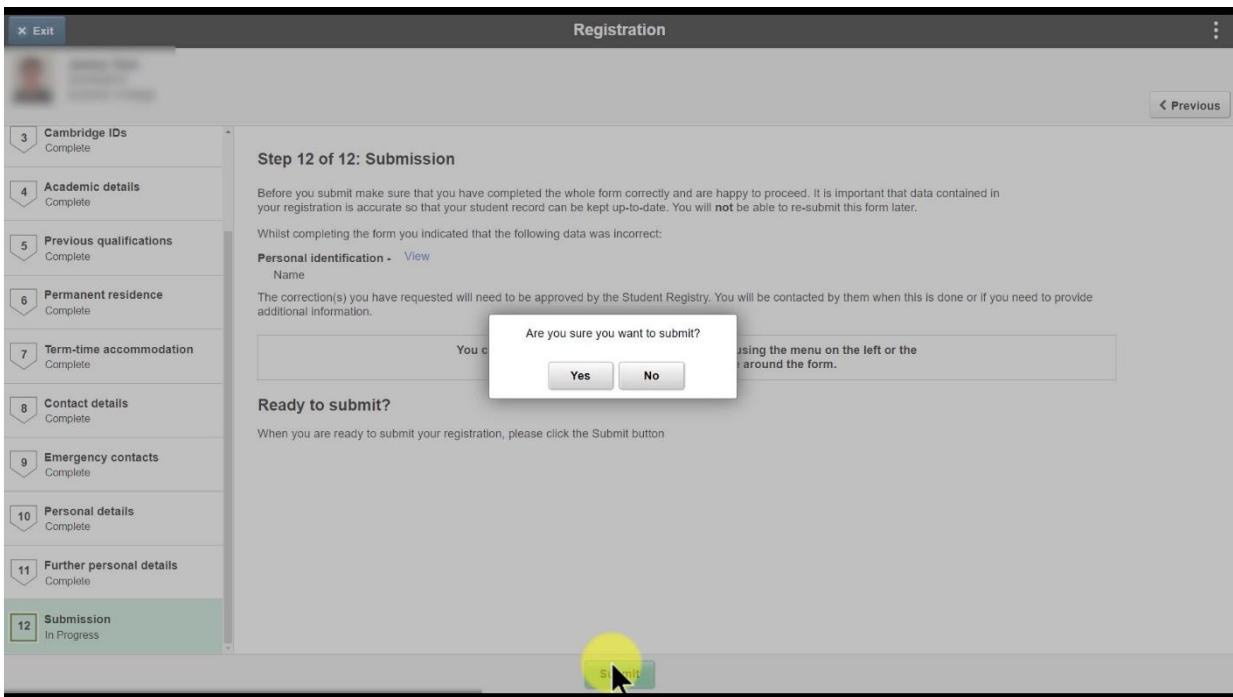 × Exit
Registration
Previous
3 Cambridge IDs
Complete
4 Academic details
Complete
5 Previous qualifications
Complete
6 Permanent residence
Complete
7 Term-time accommodation
Complete
8 Contact details
Complete
9 Emergency contacts
Complete
10 Personal details
Complete
11 Further personal details
Complete
12 Submission
In Progress
Step 12 of 12: Submission
Before you submit make sure that you have completed the whole form correctly and are happy to proceed. It is important that data contained in
your registration is accurate so that your student record can be kept up-to-date. You will not be able to re-submit this form later.
Whilst completing the form you indicated that the following data was incorrect:
Personal identification - View
Name
The correction(s) you have requested will need to be approved by the Student Registry. You will be contacted by them when this is done or if you need to provide
additional information.
You
using the menu on the left or the
around the form.
Are you sure you want to submit?
Yes No
Ready to submit?
When you are ready to submit your registration, please click the Submit button
Submit